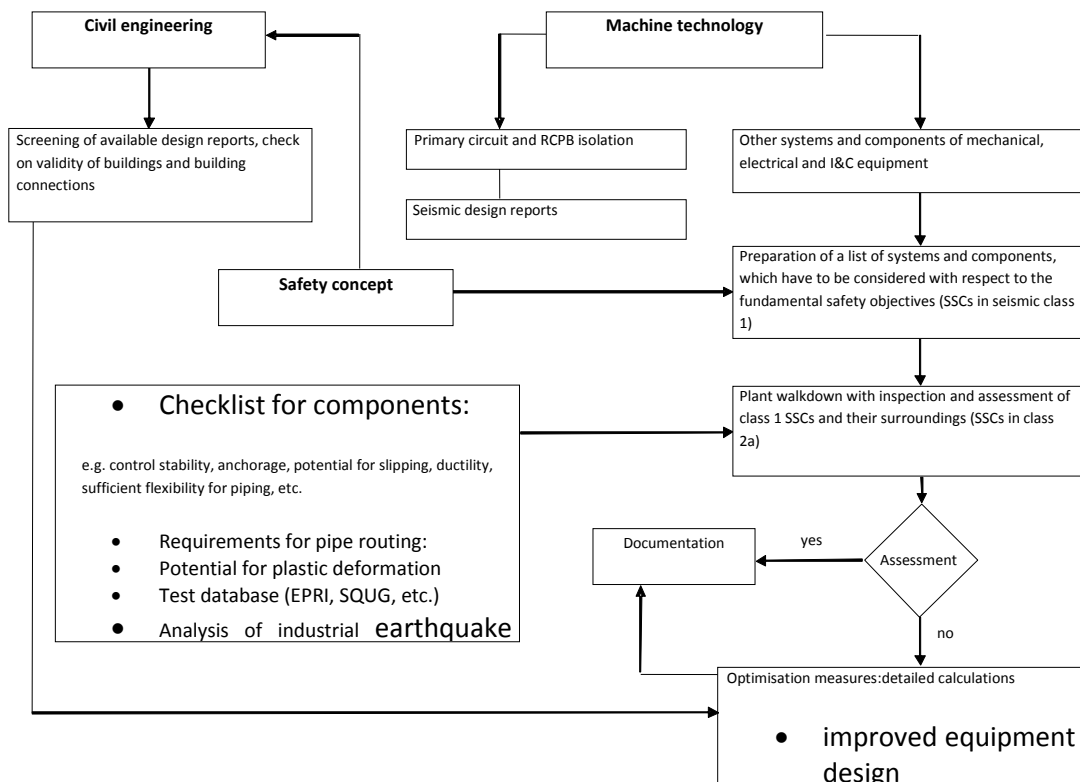 Civil engineering
Machine technology
Screening of available design reports, check
on validity of buildings and building
connections
Primary circuit and RCPB isolation
Seismic design reports
Other systems and components of mechanical,
electrical and I&C equipment
Safety concept
Preparation of a list of systems and components,
which have to be considered with respect to the
fundamental safety objectives (SSCs in seismic class
1)
• Checklist for components:
e.g. control stability, anchorage, potential for slipping, ductility,
sufficient flexibility for piping, etc.
• Requirements for pipe routing:
• Potential for plastic deformation
• Test database (EPRI, SQUG, etc.)
• Analysis of industrial earthquake
Plant walkdown with inspection and assessment of
class 1 SSCs and their surroundings (SSCs in class
2a)
Documentation
yes
Assessment
no
Optimisation measures:detailed calculations
• improved equipment
design